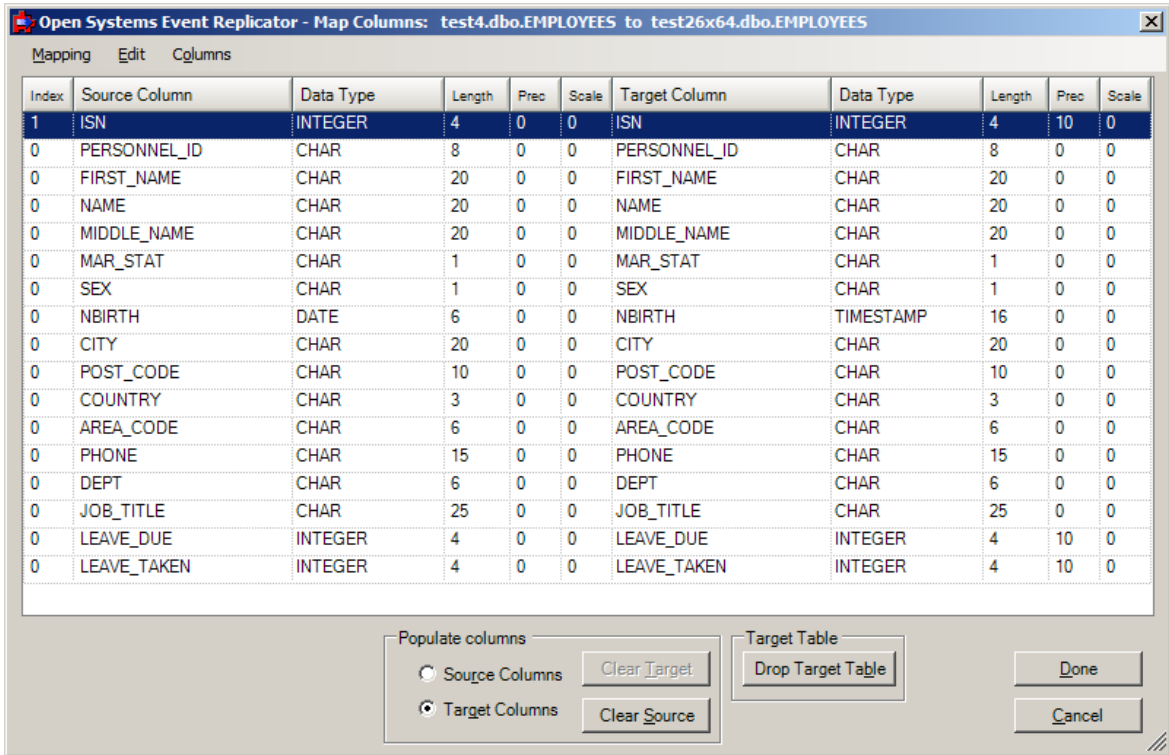 Open Systems Event Replicator - Map Columns: test4.dbo.EMPLOYEES to test26x64.dbo.EMPLOYEES
Mapping Edit Columns
Index Source Column Data Type Length Prec Scale Target Column Data Type Length Prec Scale
1 ISN INTEGER 4 0 0 ISN INTEGER 4 10 0
0 PERSONNEL_ID CHAR 8 0 0 PERSONNEL_ID CHAR 8 0 0
0 FIRST_NAME CHAR 20 0 0 FIRST_NAME CHAR 20 0 0
0 NAME CHAR 20 0 0 NAME CHAR 20 0 0
0 MIDDLE_NAME CHAR 20 0 0 MIDDLE_NAME CHAR 20 0 0
0 MAR_STAT CHAR 1 0 0 MAR_STAT CHAR 1 0 0
0 SEX CHAR 1 0 0 SEX CHAR 1 0 0
0 NBIRTH DATE 6 0 0 NBIRTH TIMESTAMP 16 0 0
0 CITY CHAR 20 0 0 CITY CHAR 20 0 0
0 POST_CODE CHAR 10 0 0 POST_CODE CHAR 10 0 0
0 COUNTRY CHAR 3 0 0 COUNTRY CHAR 3 0 0
0 AREA_CODE CHAR 6 0 0 AREA_CODE CHAR 6 0 0
0 PHONE CHAR 15 0 0 PHONE CHAR 15 0 0
0 DEPT CHAR 6 0 0 DEPT CHAR 6 0 0
0 JOB_TITLE CHAR 25 0 0 JOB_TITLE CHAR 25 0 0
0 LEAVE_DUE INTEGER 4 0 0 LEAVE_DUE INTEGER 4 10 0
0 LEAVE_TAKEN INTEGER 4 0 0 LEAVE_TAKEN INTEGER 4 10 0
Populate columns Target Table
Source Columns Clear Target Drop Target Table Done
Target Columns Clear Source Cancel